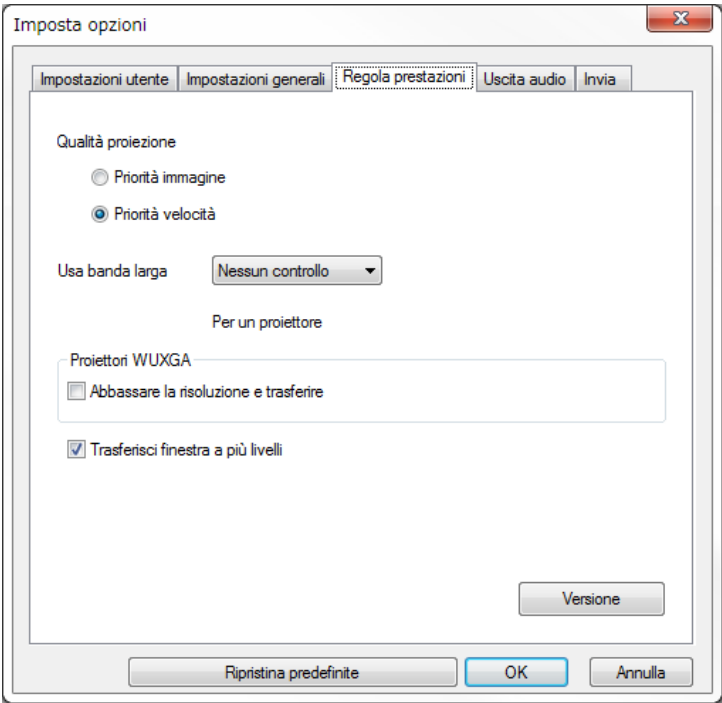 Imposta opzioni
Impostazioni utente Impostazioni generali Regola prestazioni Uscita audio Invia
Qualità proiezione
Priorità immagine
Priorità velocità
Usa banda larga Nessun controllo
Per un proiettore
Proiettori WUXGA
Abbassare la risoluzione e trasferire
Trasferisci finestra a più livelli
Versione
Ripristina predefinite OK Annulla